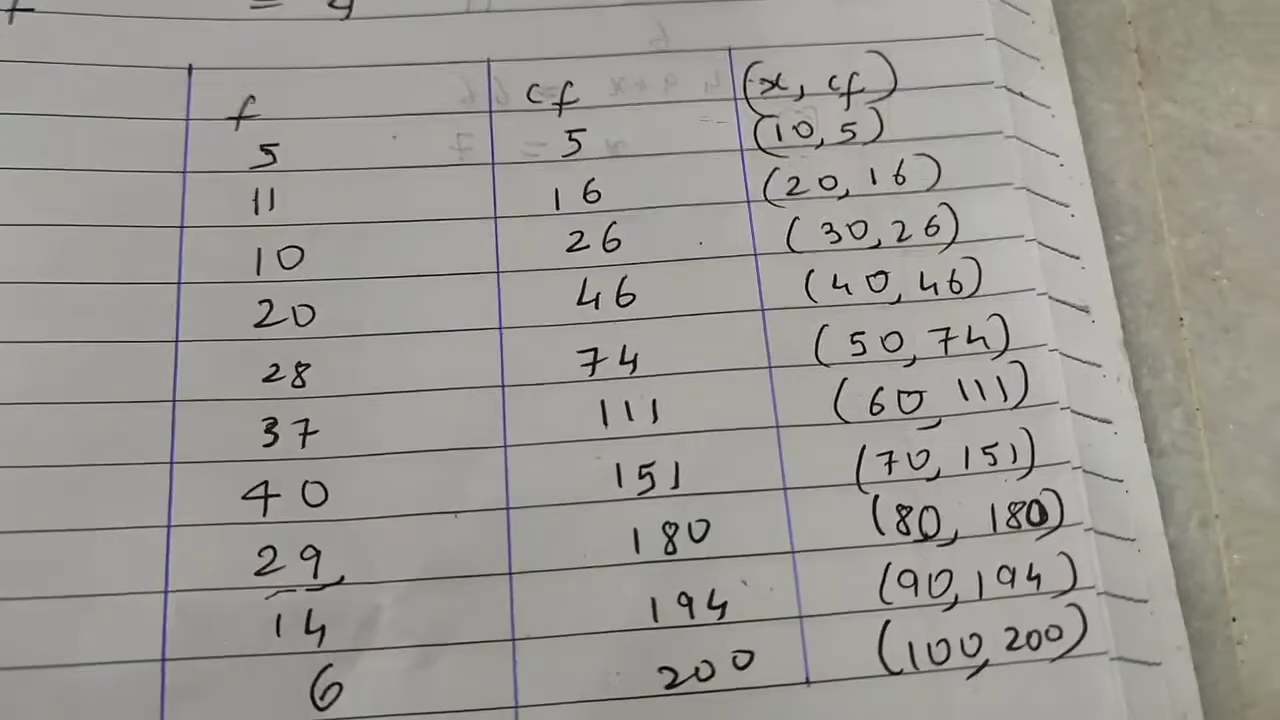 f cf (x, cf)
5 5 (10,5)
11 16 (20,16)
10 26 (30,26)
20 46 (40,46)
28 74 (50,74)
37 111 (60,111)
40 151 (70,151)
29 180 (80,180)
14 194 (90,194)
6 200 (100,200)